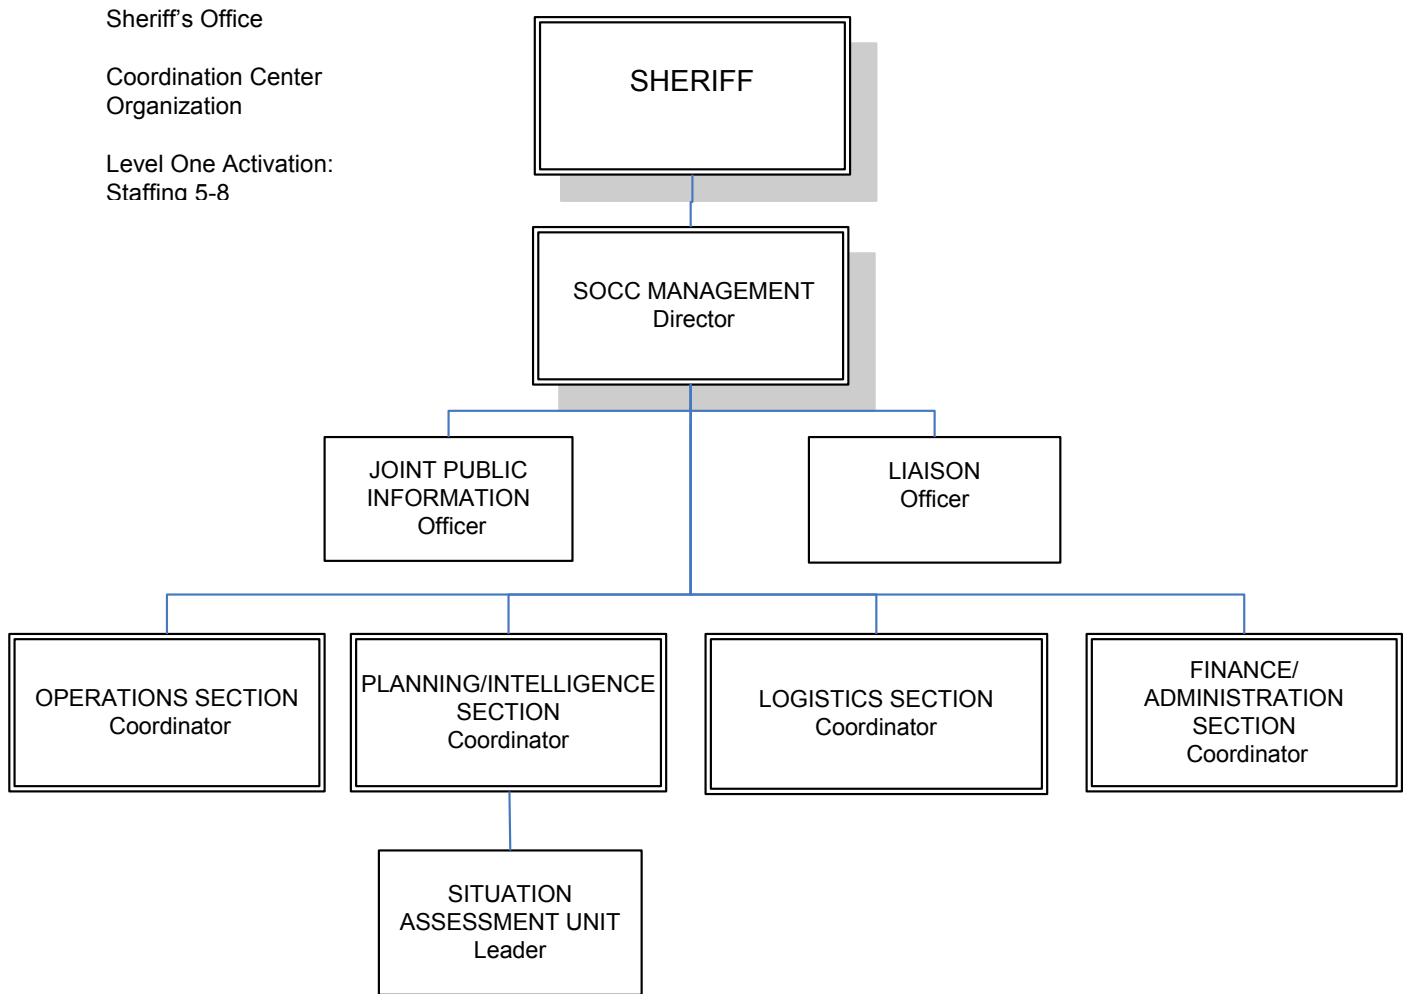 Sheriff's Office
Coordination Center
Organization
Level One Activation:
Staffing 5-8
SHERIFF
SOCC MANAGEMENT
Director
JOINT PUBLIC
INFORMATION
Officer
LIAISON
Officer
OPERATIONS SECTION
Coordinator
PLANNING/INTELLIGENCE
SECTION
Coordinator
LOGISTICS SECTION
Coordinator
FINANCE/
ADMINISTRATION
SECTION
Coordinator
SITUATION
ASSESSMENT UNIT
Leader